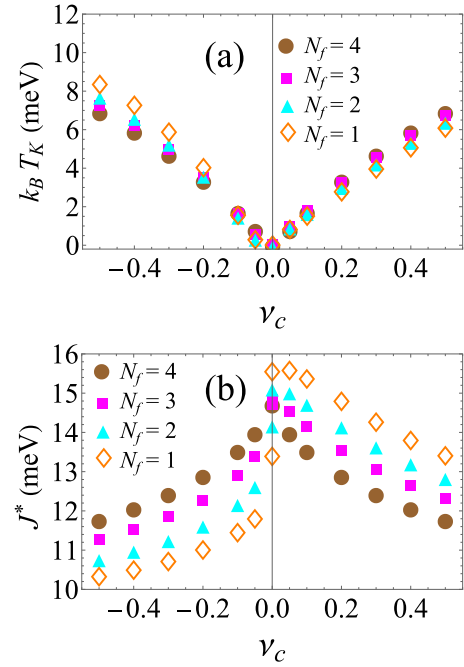 12
10
8
6
4
2
0
k_B T_K (meV)
(a)
N_f = 4
N_f = 3
N_f = 2
N_f = 1
−0.4 −0.2 0.0 0.2 0.4
ν_c
16
15
14
13
12
11
10
J* (meV)
N_f = 4
N_f = 3
N_f = 2
N_f = 1
(b)
−0.4 −0.2 0.0 0.2 0.4
ν_c